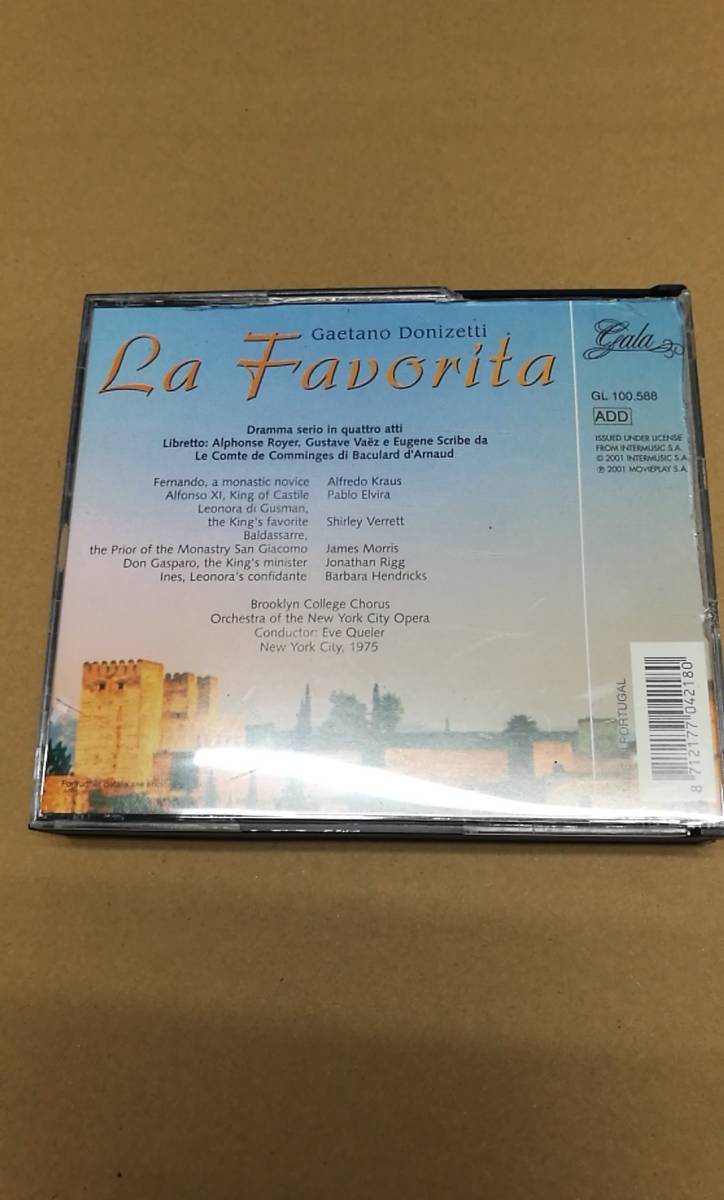 Gaetano Donizetti
La Favorita
Dramma serio in quattro atti
Libretto: Alphonse Royer, Gustave Vaëz e Eugene Scribe da
Le Comte de Comminges di Baculard d'Arnaud
Fernando, a monastic novice Alfredo Kraus
Alfonso XI, King of Castile Pablo Elvira
Leonora di Gusman,
the King's favorite Shirley Verrett
Baldassarre,
the Prior of the Monastry San Giacomo James Morris
Don Gasparo, the King's minister Jonathan Rigg
Ines, Leonora's confidante Barbara Hendricks
Brooklyn College Chorus
Orchestra of the New York City Opera
Conductor: Eve Queler
New York City, 1975
Gala
GL 100.588
ADD
ISSUED UNDER LICENSE
FROM INTERMUSIC S.A.
© 2001 INTERMUSIC S.A.
℗ 2001 MOVIEPLAY S.A.
PORTUGAL
8 712177 042180